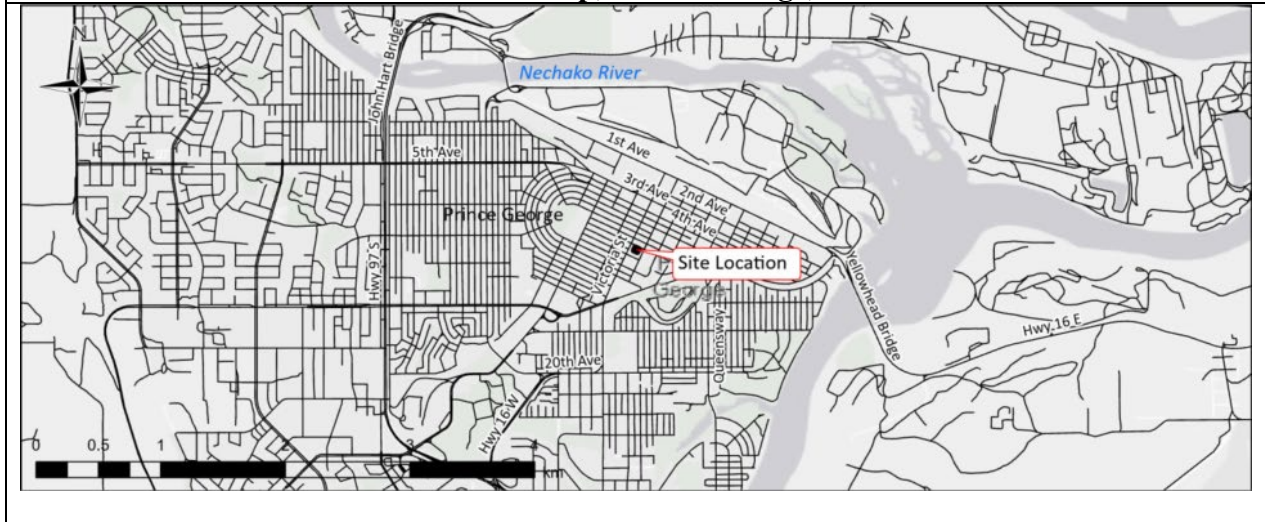 N
John Hart Bridge
Nechako River
1st Ave
5th Ave
3rd Ave
2nd Ave
4th Ave
Prince George
Victoria St
Site Location
George
Hwy 97 S
Yellowhead Bridge
Queensway
Hwy 16 E
20th Ave
Hwy 16 W
0 0.5 1 2 3 4
km